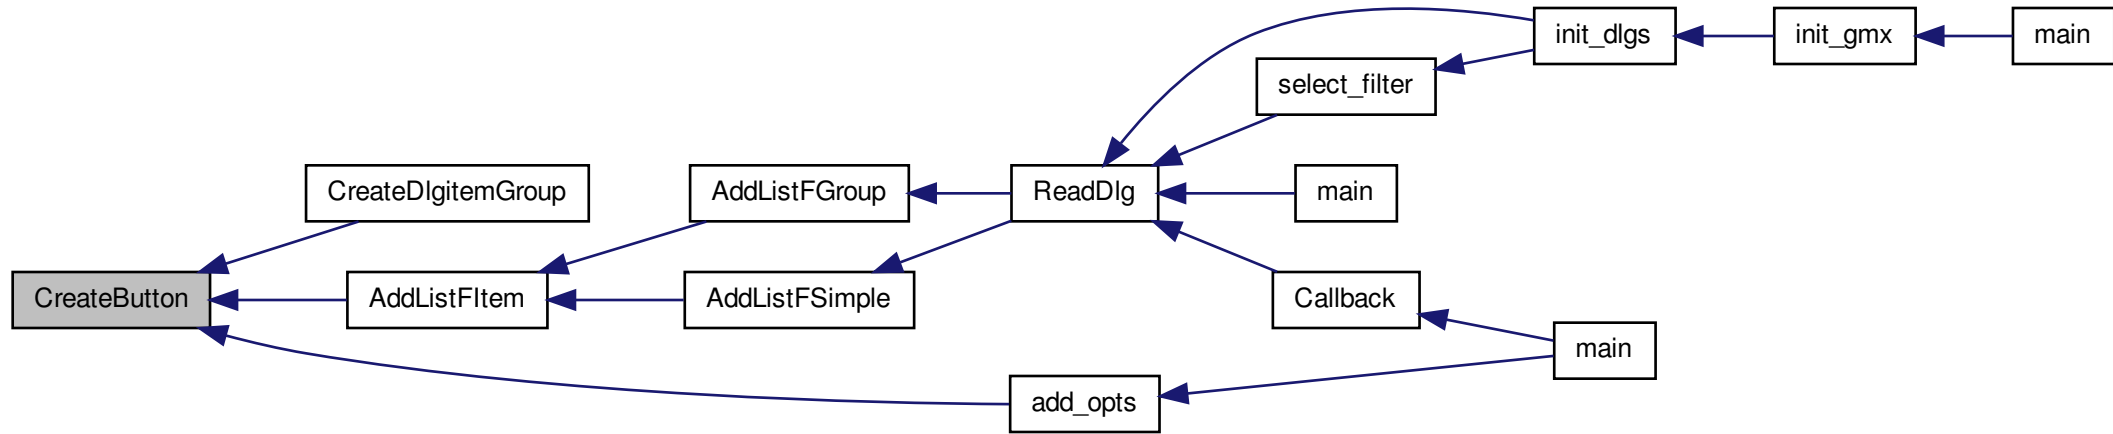 init_dlgs
init_gmx
main
select_filter
CreateDlgitemGroup
AddListFGroup
ReadDlg
main
CreateButton
AddListFItem
AddListFSimple
Callback
main
add_opts